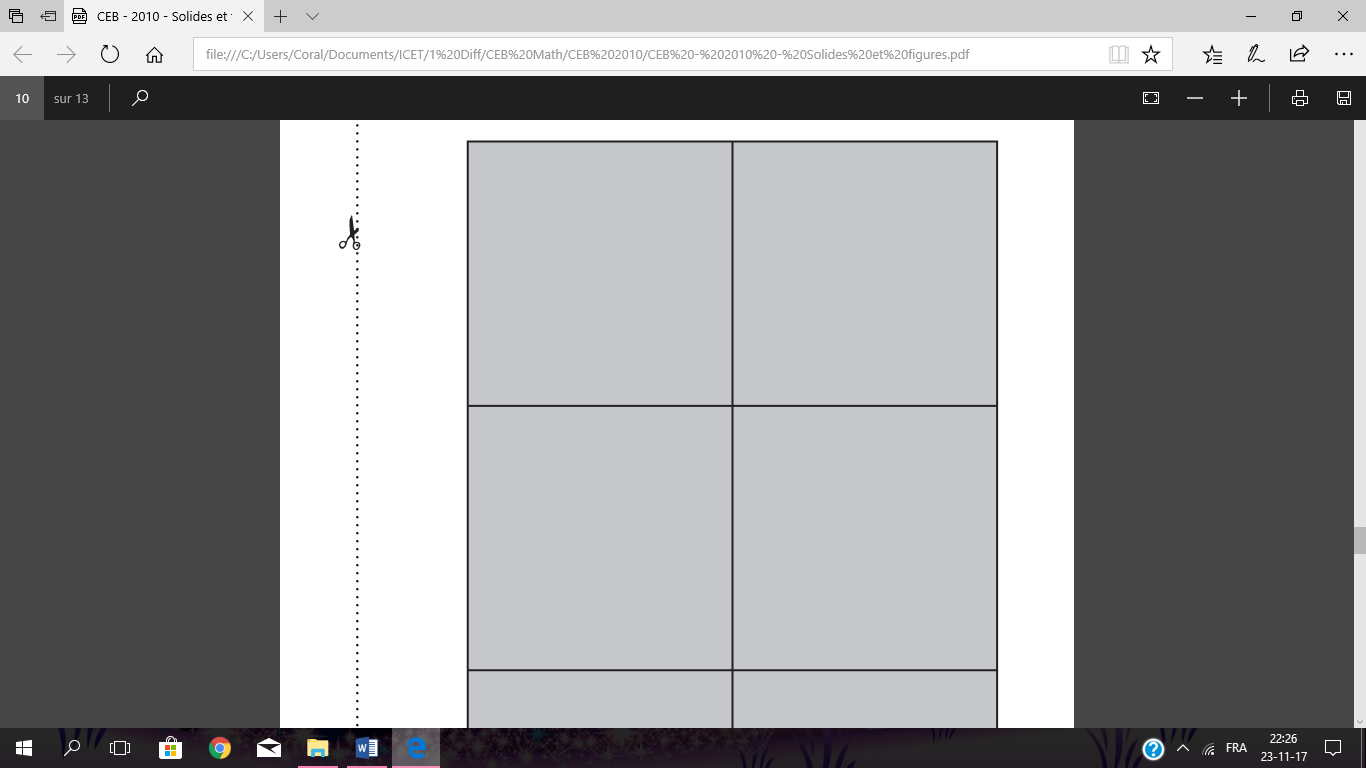 CEB - 2010 - Solides et
file:///C:/Users/Coral/Documents/ICET/1%20Diff/CEB%20Math/CEB%202010/CEB%20-%202010%20-%20Solides%20et%20figures.pdf
10 sur 13
FRA
22:26
23-11-17